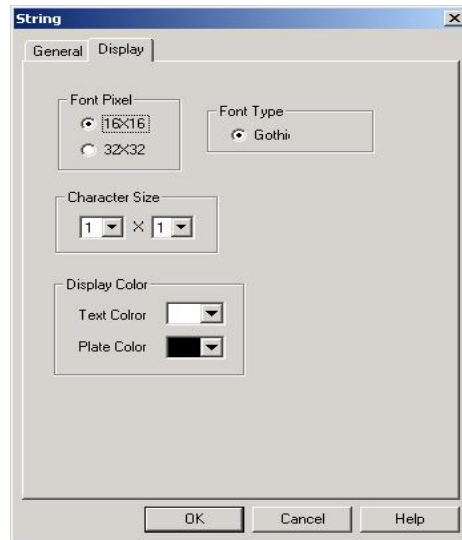 String
General Display
Font Pixel
16X16
32X32
Font Type
Gothi
Character Size
1 X 1
Display Color
Text Colror
Plate Color
OK Cancel Help